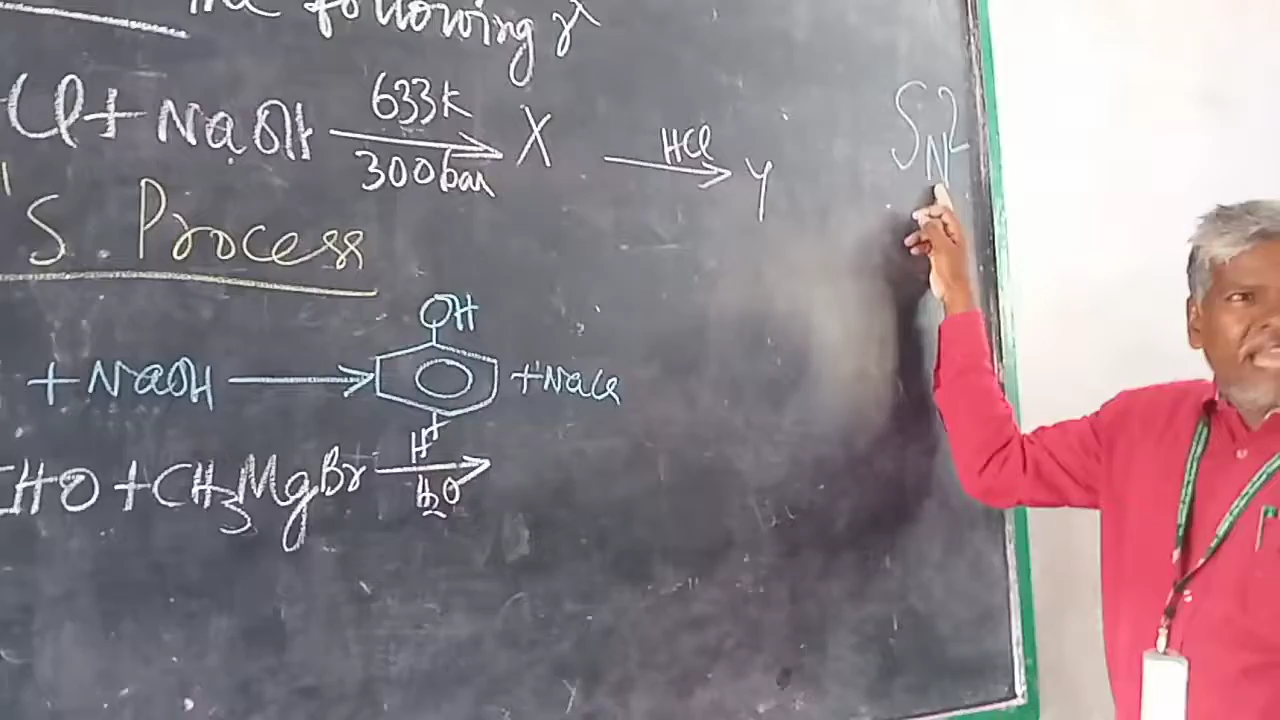 the following
Cl + NaOH 633K 300bar X HCl Y
SN2
'S Process
+ NaOH OH + NaCl
CHO + CH3MgBr H+ H2O